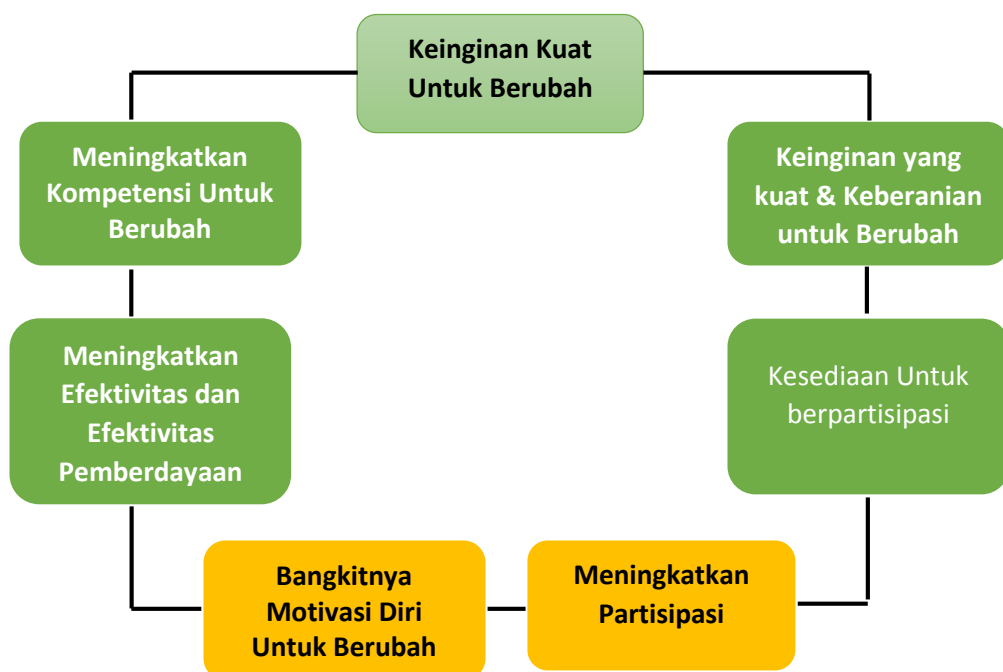 Keinginan Kuat
Untuk Berubah
Meningkatkan
Kompetensi Untuk
Berubah
Keinginan yang
kuat & Keberanian
untuk Berubah
Meningkatkan
Efektivitas dan
Efektivitas
Pemberdayaan
Kesediaan Untuk
berpartisipasi
Bangkitnya
Motivasi Diri
Untuk Berubah
Meningkatkan
Partisipasi